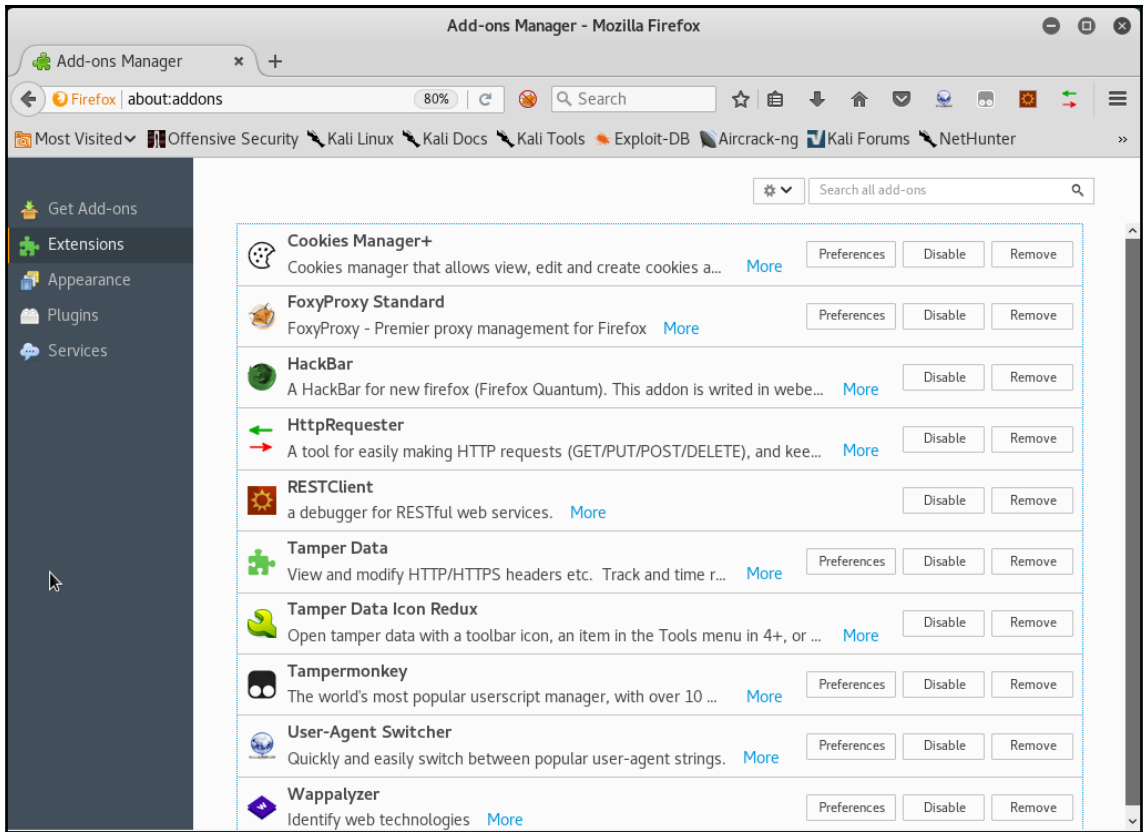 Add-ons Manager - Mozilla Firefox
Add-ons Manager
Firefox about:addons 80% Search
Most Visited Offensive Security Kali Linux Kali Docs Kali Tools Exploit-DB Aircrack-ng Kali Forums NetHunter »
Search all add-ons
Get Add-ons
Extensions
Appearance
Plugins
Services
Cookies Manager+
Cookies manager that allows view, edit and create cookies a... More Preferences Disable Remove
FoxyProxy Standard
FoxyProxy - Premier proxy management for Firefox More Preferences Disable Remove
HackBar
A HackBar for new firefox (Firefox Quantum). This addon is writed in webe... More Disable Remove
HttpRequester
A tool for easily making HTTP requests (GET/PUT/POST/DELETE), and kee... More Disable Remove
RESTClient
a debugger for RESTful web services. More Disable Remove
Tamper Data
View and modify HTTP/HTTPS headers etc. Track and time r... More Preferences Disable Remove
Tamper Data Icon Redux
Open tamper data with a toolbar icon, an item in the Tools menu in 4+, or ... More Disable Remove
Tampermonkey
The world's most popular userscript manager, with over 10 ... More Preferences Disable Remove
User-Agent Switcher
Quickly and easily switch between popular user-agent strings. More Preferences Disable Remove
Wappalyzer
Identify web technologies More Preferences Disable Remove